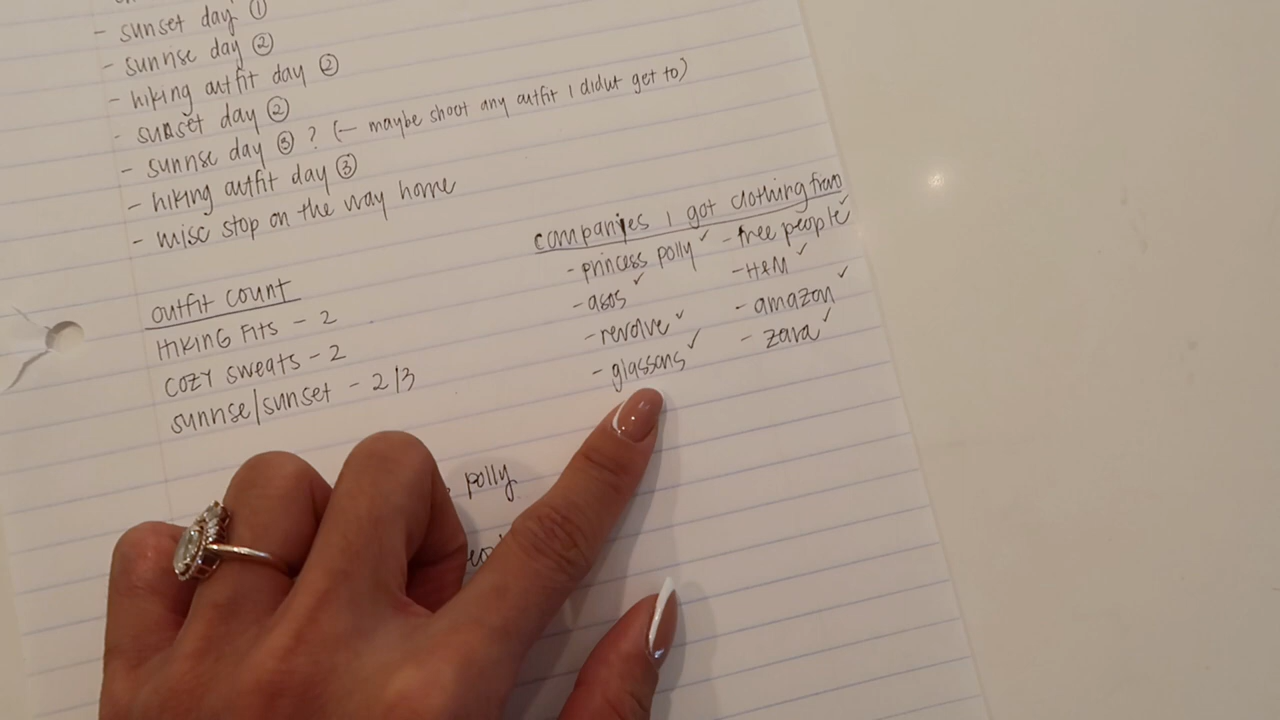 - sunset day ①
- sunrise day ②
- hiking outfit day ②
- sunset day ②
- sunrise day ③ ? (- maybe shoot any outfit I didnt get to)
- hiking outfit day ③
- misc stop on the way home
outfit count
HIKING FITS - 2
COZY SWEATS - 2
sunrise/sunset - 2/3
companies I got clothing from
- princess polly ✓
- asos ✓
- revolve ✓
- glassons ✓
- free people ✓
- H&M ✓
- amazon ✓
- zara ✓
polly